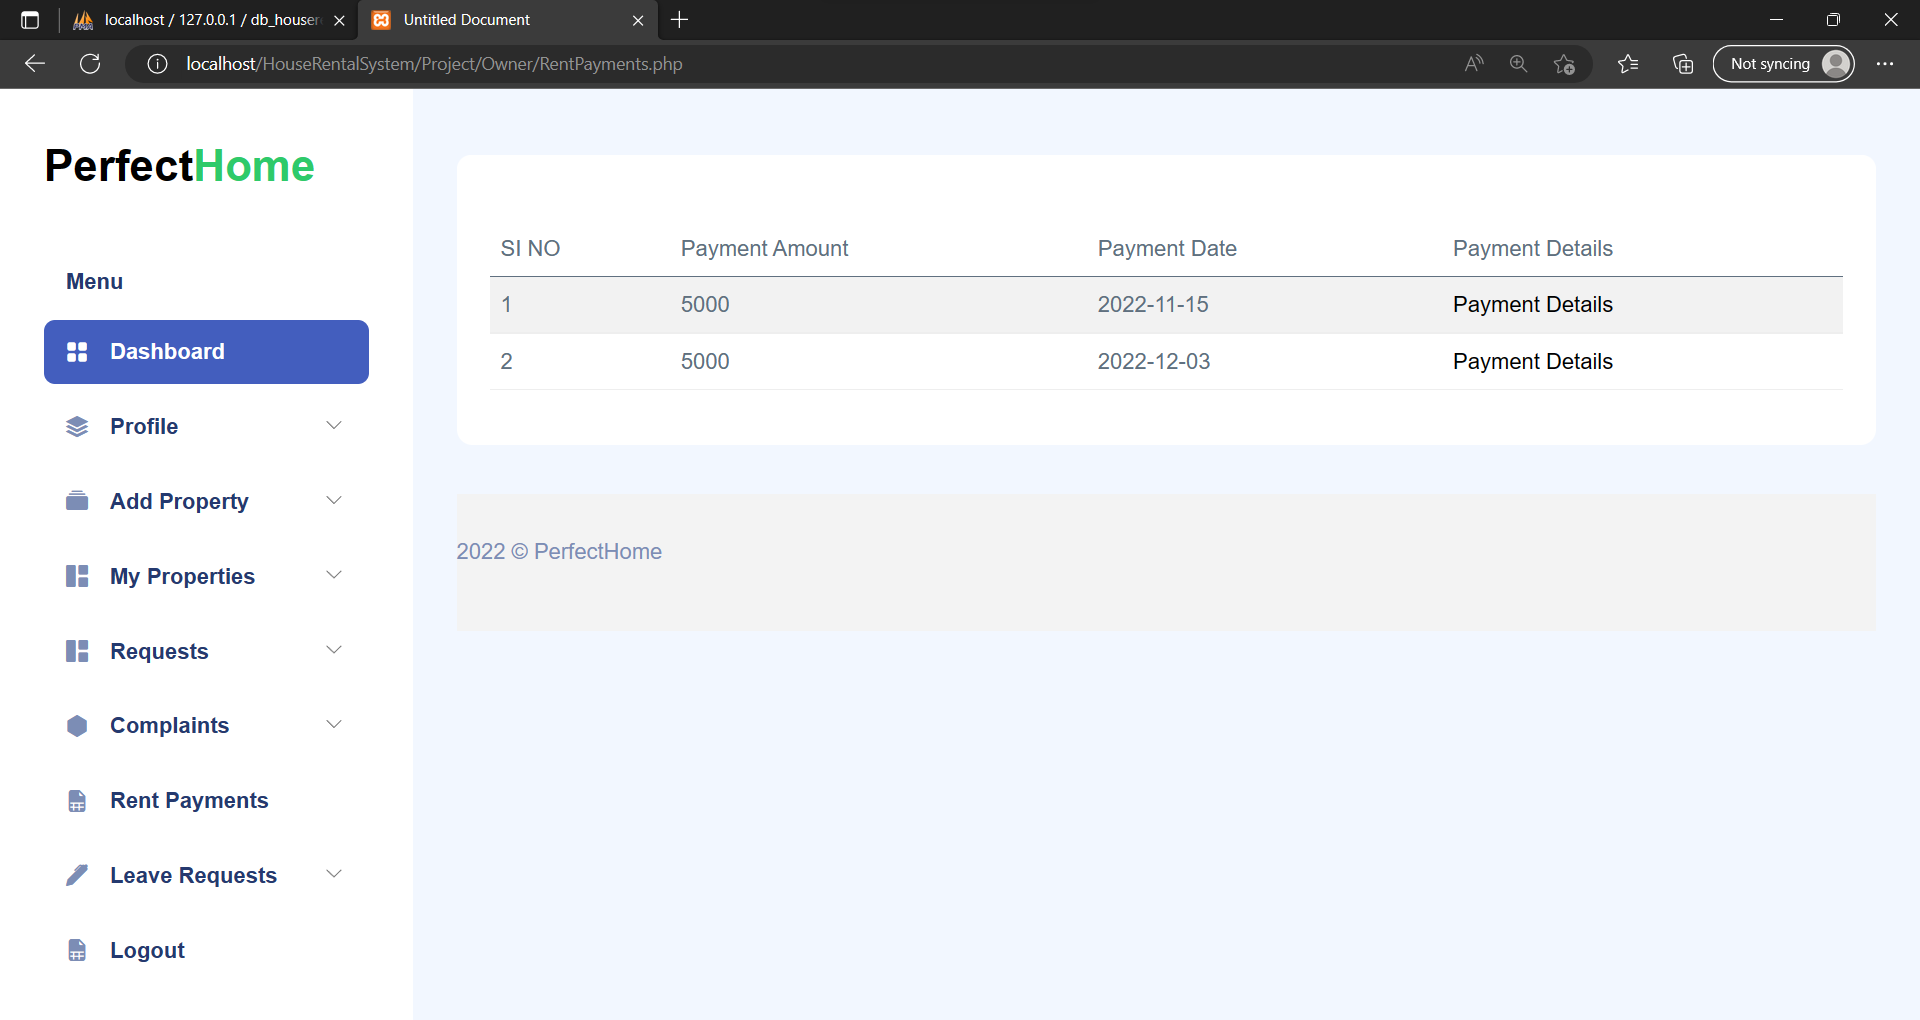 localhost / 127.0.0.1 / db_houser
Untitled Document
localhost/HouseRentalSystem/Project/Owner/RentPayments.php
Not syncing
PerfectHome
Menu
Dashboard
Profile
Add Property
My Properties
Requests
Complaints
Rent Payments
Leave Requests
Logout
SI NO Payment Amount Payment Date Payment Details
1 5000 2022-11-15 Payment Details
2 5000 2022-12-03 Payment Details
2022 © PerfectHome